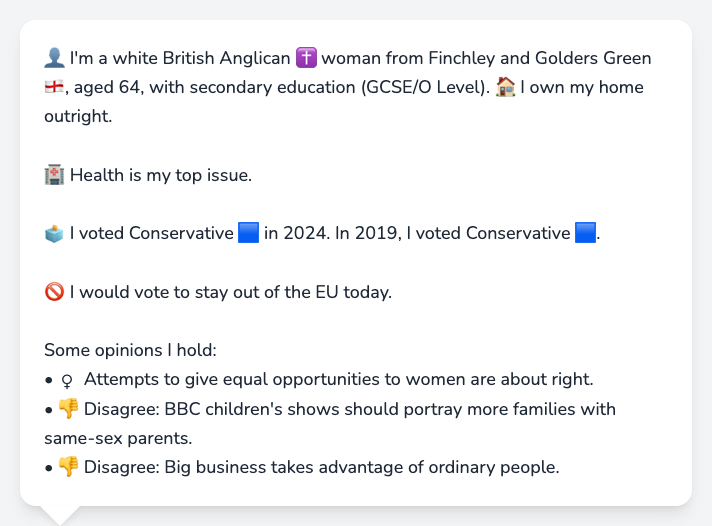 👤 I'm a white British Anglican ✝️ woman from Finchley and Golders Green
🏴󠁧󠁢󠁥󠁮󠁧󠁿, aged 64, with secondary education (GCSE/O Level). 🏠 I own my home
outright.
🏥 Health is my top issue.
🗳️ I voted Conservative 🟦 in 2024. In 2019, I voted Conservative 🟦.
🚫 I would vote to stay out of the EU today.
Some opinions I hold:
• ♀ Attempts to give equal opportunities to women are about right.
• 👎 Disagree: BBC children's shows should portray more families with
same-sex parents.
• 👎 Disagree: Big business takes advantage of ordinary people.